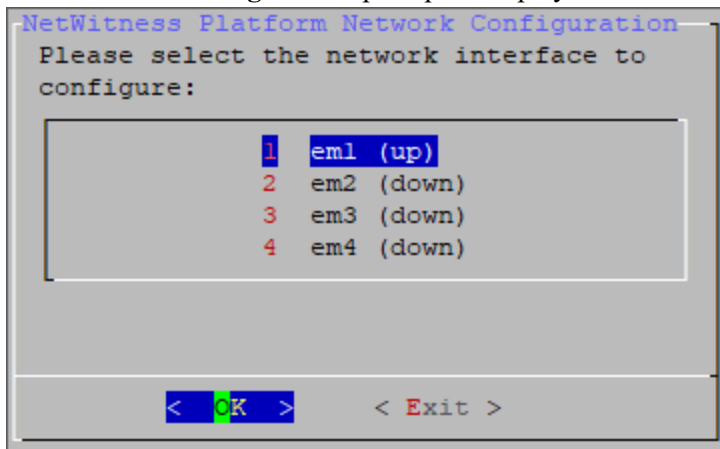 NetWitness Platform Network Configuration
Please select the network interface to
configure:
1 em1 (up)
2 em2 (down)
3 em3 (down)
4 em4 (down)
< OK > < Exit >